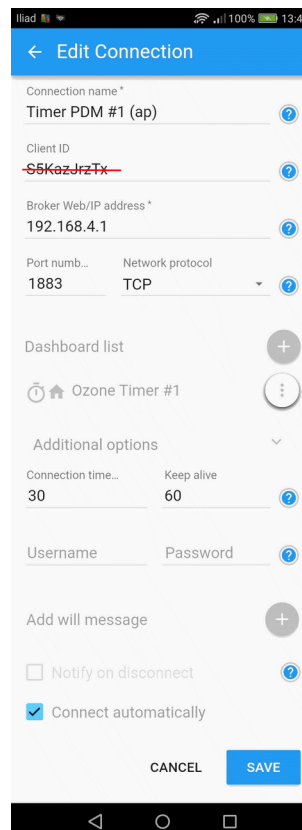 Iliad 100% 13:4
Edit Connection
Connection name *
Timer PDM #1 (ap)
Client ID
S5KazJrzTx
Broker Web/IP address *
192.168.4.1
Port numb... Network protocol
1883 TCP
Dashboard list
Ozone Timer #1
Additional options
Connection time... Keep alive
30 60
Username Password
Add will message
Notify on disconnect
Connect automatically
CANCEL SAVE